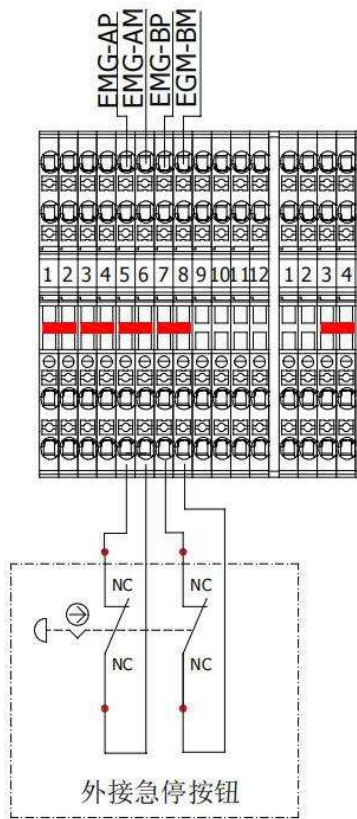 EMG-AP
EMG-AM
EMG-BP
EGM-BM
1 2 3 4 5 6 7 8 9 10 11 12 1 2 3 4
NC NC
NC NC
外接急停按钮